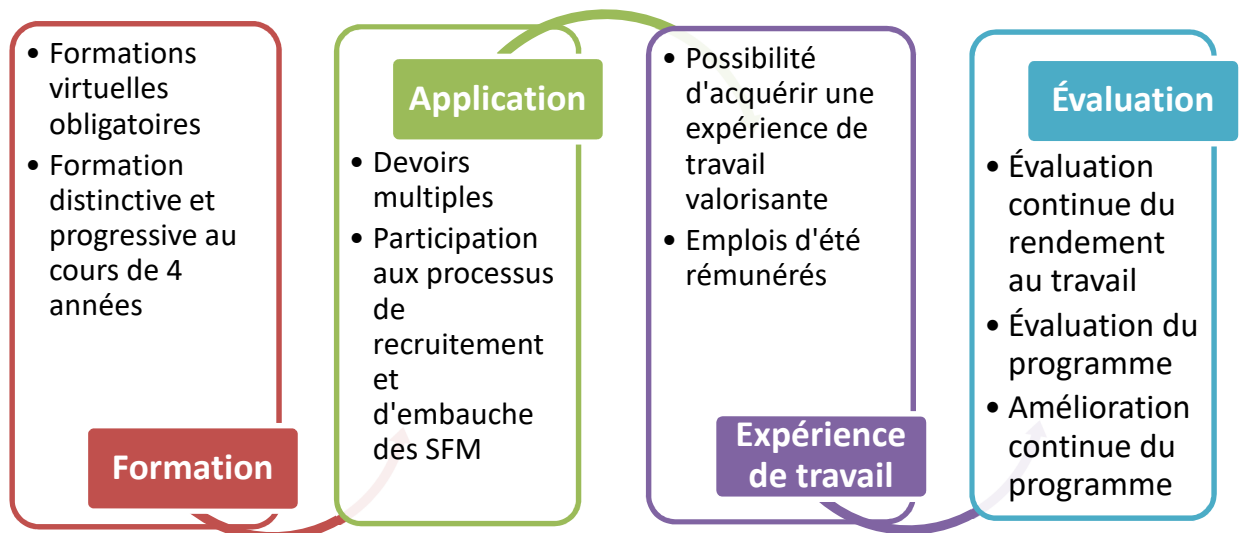 • Formations
virtuelles
obligatoires
• Formation
distinctive et
progressive au
cours de 4
années
Formation
Application
• Devoirs
multiples
• Participation
aux processus
de
recrutement
et
d'embauche
des SFM
• Possibilité
d'acquérir une
expérience de
travail
valorisante
• Emplois d'été
rémunérés
Expérience
de travail
Évaluation
• Évaluation
continue du
rendement
au travail
• Évaluation du
programme
• Amélioration
continue du
programme